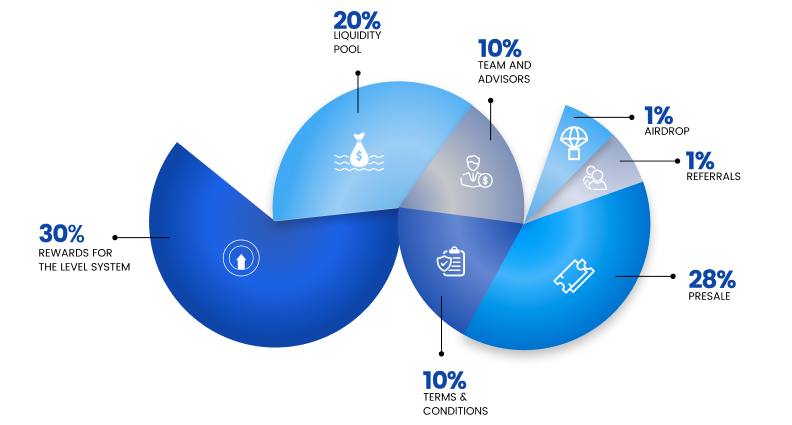 20%
LIQUIDITY
POOL
10%
TEAM AND
ADVISORS
1%
AIRDROP
1%
REFERRALS
30%
REWARDS FOR
THE LEVEL SYSTEM
$
$
28%
PRESALE
10%
TERMS &
CONDITIONS